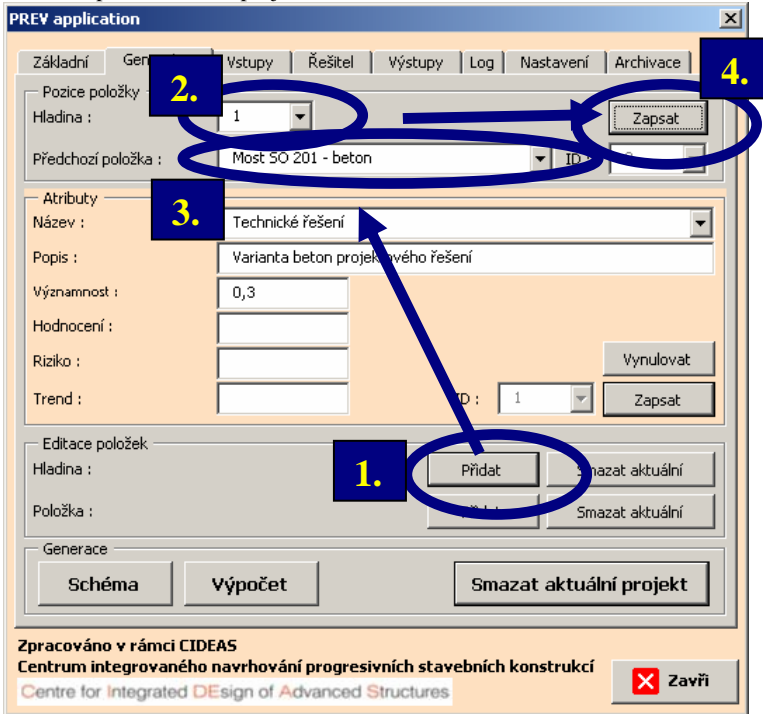 PREV application
Základní Gen Vstupy Řešitel Výstupy Log Nastavení Archivace
4.
2.
Pozice položky
Hladina : 1 Zapsat
Předchozí položka : Most SO 201 - beton ID :
3.
Atributy
Název : Technické řešení
Popis : Varianta beton projektového řešení
Významnost : 0,3
Hodnocení :
Riziko : Vynulovat
Trend : ID : 1 Zapsat
Editace položek
1.
Hladina : Přidat Smazat aktuální
Položka : Přidat Smazat aktuální
Generace
Schéma Výpočet Smazat aktuální projekt
Zpracováno v rámci CIDEAS
Centrum integrovaného navrhování progresivních stavebních konstrukcí
Centre for Integrated DEsign of Advanced Structures
Zavři